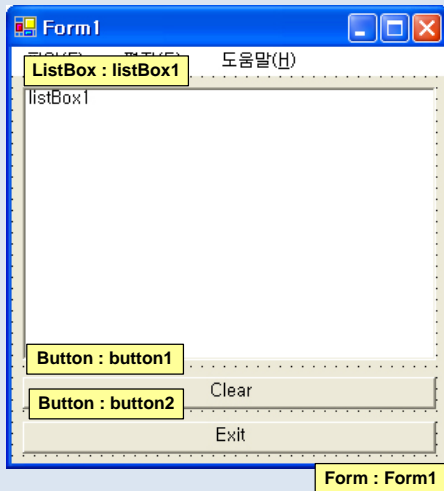 Form1
도움말(H)
ListBox : listBox1
listBox1
Button : button1
Clear
Button : button2
Exit
Form : Form1